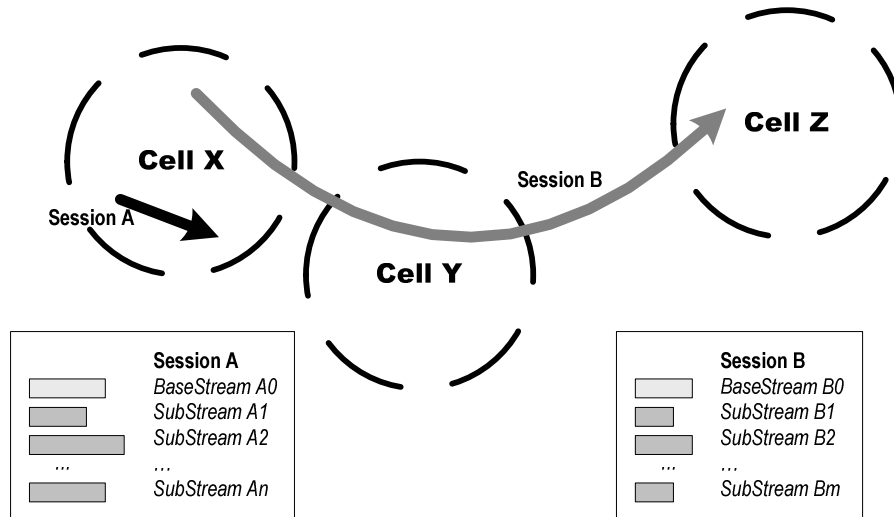 Cell X
Cell Z
Session B
Session A
Cell Y
Session A
BaseStream A0
SubStream A1
SubStream A2
... ...
SubStream An
Session B
BaseStream B0
SubStream B1
SubStream B2
... ...
SubStream Bm